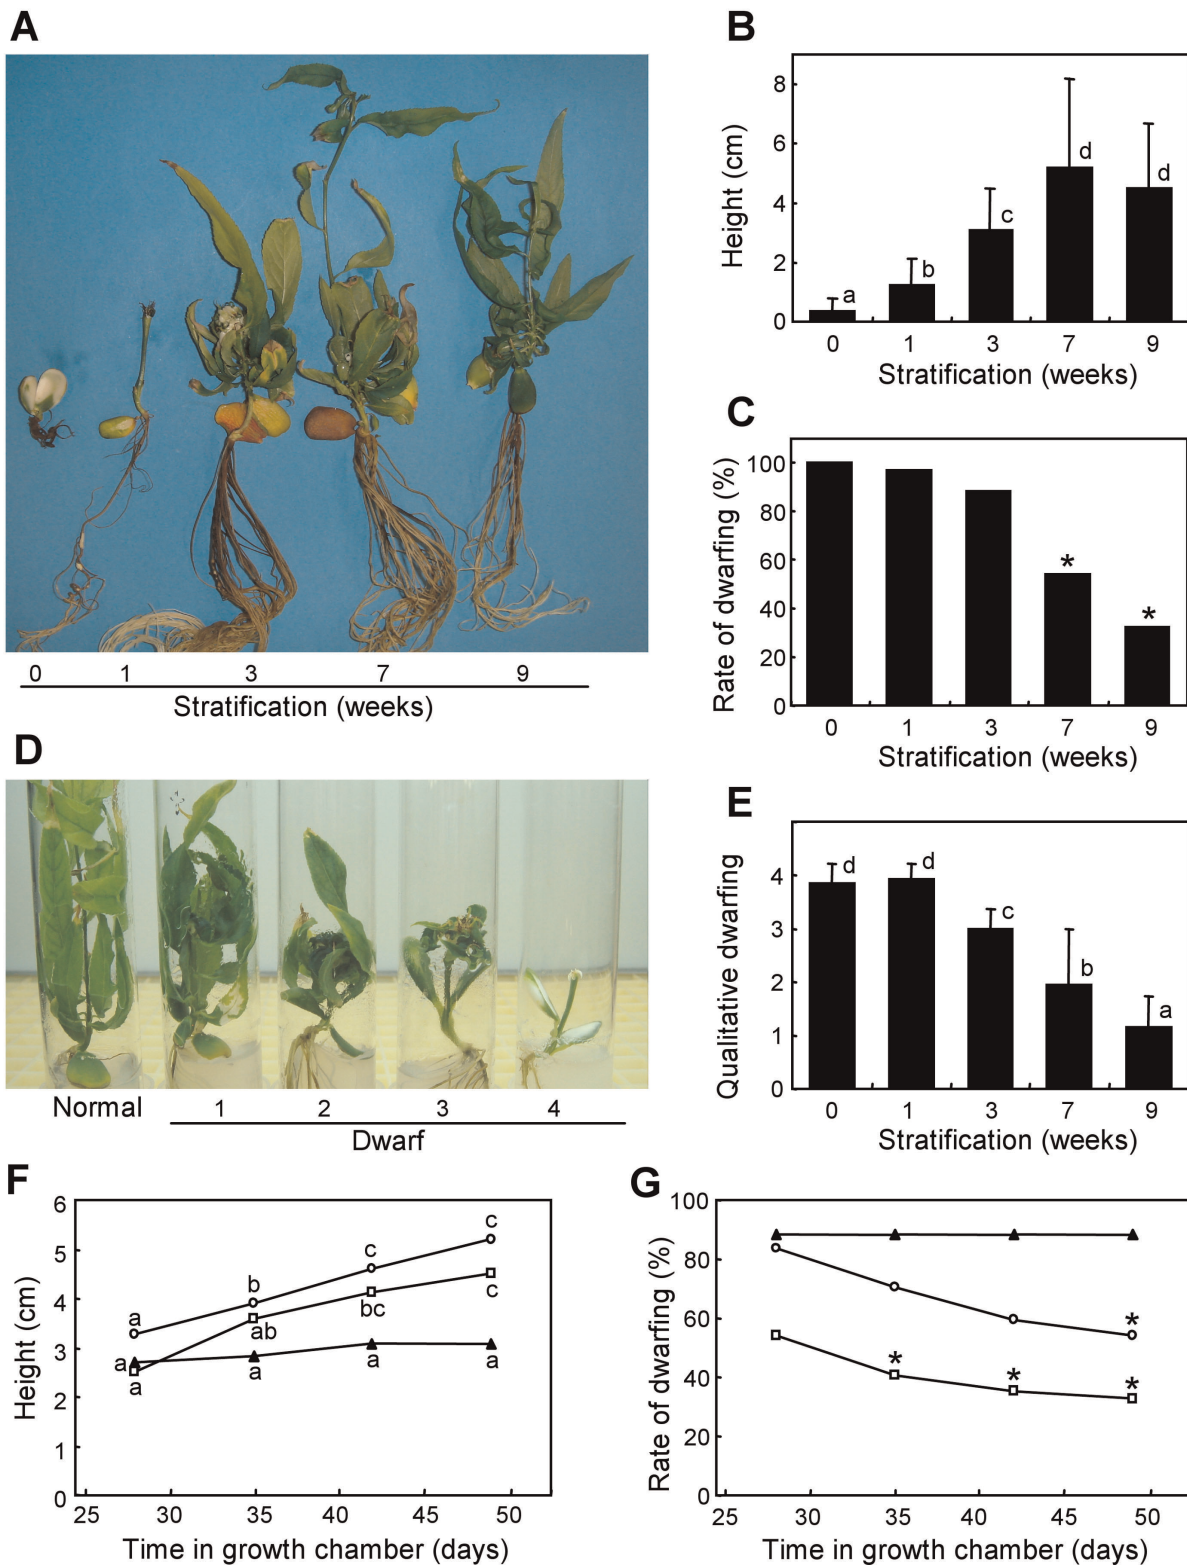 A
0 1 3 7 9
Stratification (weeks)
B
Height (cm)
8
6
4
2
0
a
b
c
d
d
0 1 3 7 9
Stratification (weeks)
C
Rate of dwarfing (%)
100
80
60
40
20
0
*
*
0 1 3 7 9
Stratification (weeks)
D
Normal 1 2 3 4
Dwarf
E
Qualitative dwarfing
4
3
2
1
0
d
d
c
b
a
0 1 3 7 9
Stratification (weeks)
F
Height (cm)
6
5
4
3
2
1
0
a
b
c
c
a
ab
bc
c
a
a
a
a
25 30 35 40 45 50
Time in growth chamber (days)
G
Rate of dwarfing (%)
100
80
60
40
20
0
*
*
*
*
25 30 35 40 45 50
Time in growth chamber (days)